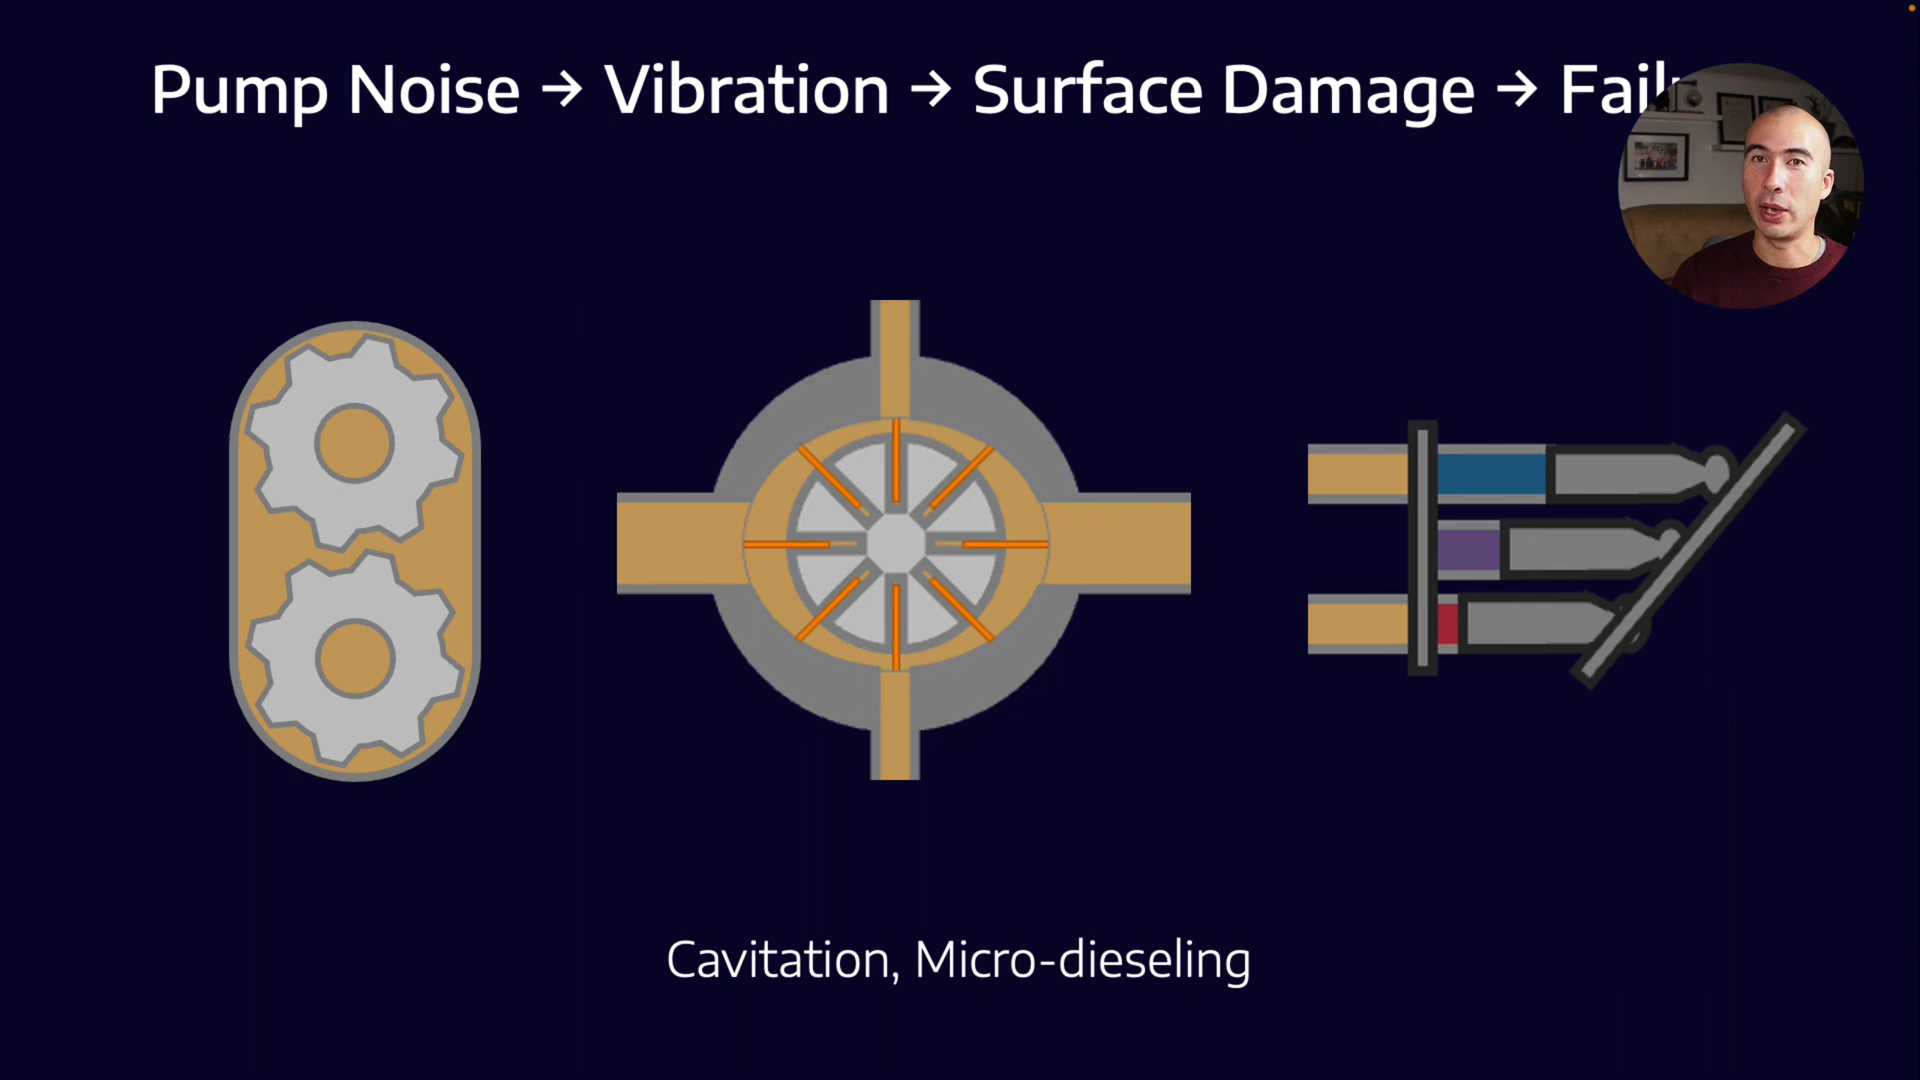 Pump Noise → Vibration → Surface Damage →
Cavitation, Micro-dieseling